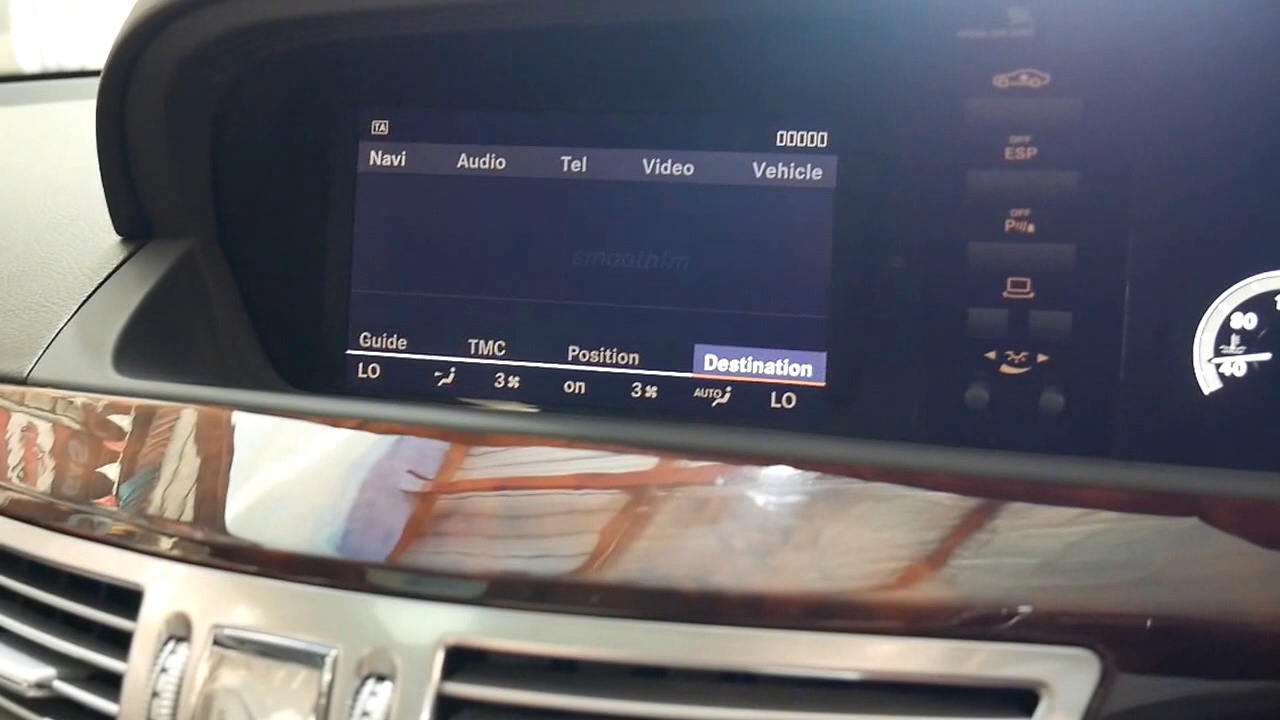 TA
00000
Navi Audio Tel Video Vehicle
smoothfm
Guide TMC Position Destination
LO 3 on 3 AUTO LO
OFF
ESP
OFF
P
80
40